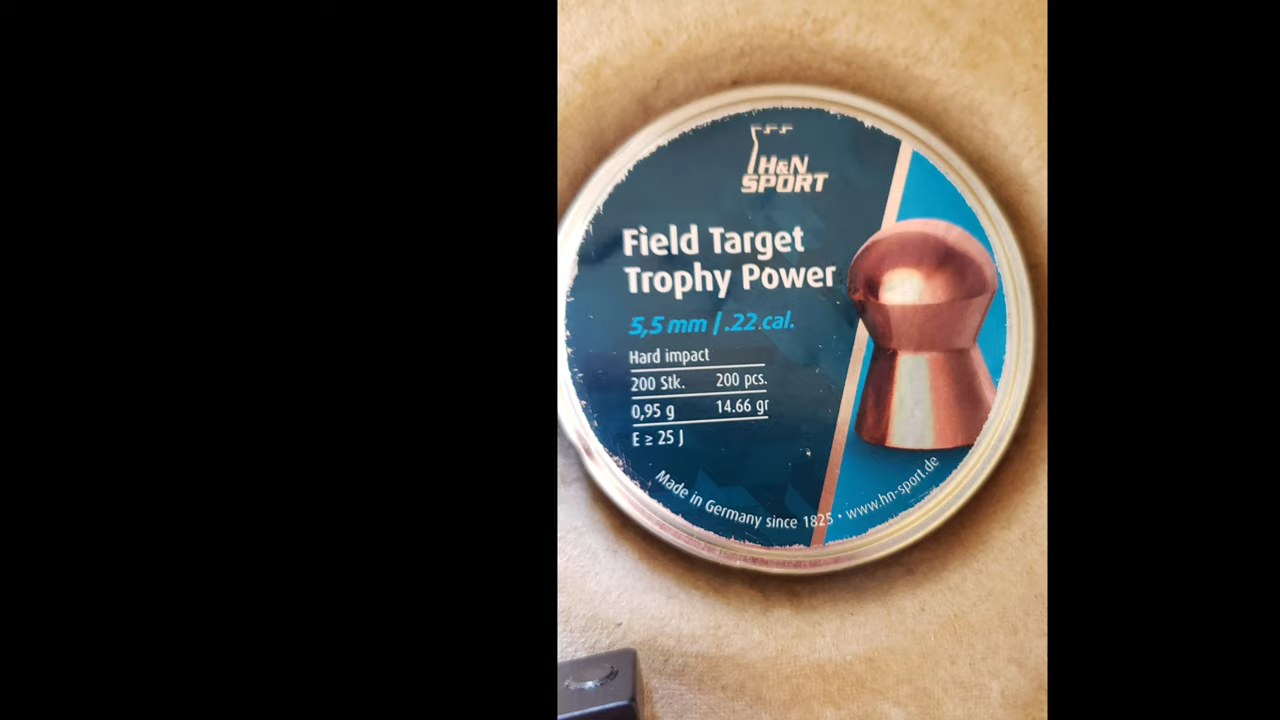 H&N
SPORT
Field Target
Trophy Power
5,5 mm | .22 cal.
Hard impact
200 Stk. 200 pcs.
0,95 g 14.66 gr
E ≥ 25 J
Made in Germany since 1825 • www.hn-sport.de